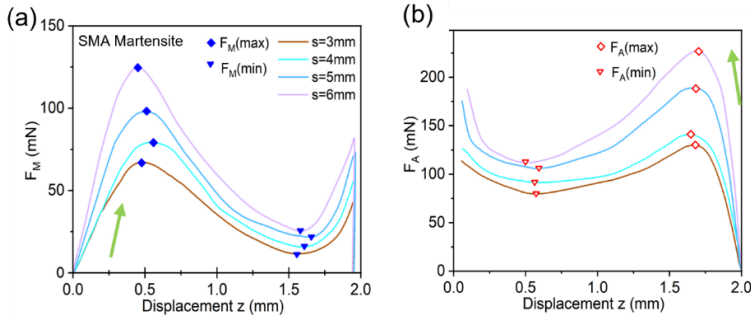 (a)
SMA Martensite
F_M(max)
F_M(min)
s=3mm
s=4mm
s=5mm
s=6mm
F_M (mN)
150
100
50
0
0.0 0.5 1.0 1.5 2.0
Displacement z (mm)
(b)
F_A(max)
F_A(min)
F_A (mN)
200
150
100
50
0
0.0 0.5 1.0 1.5 2.0
Displacement z (mm)